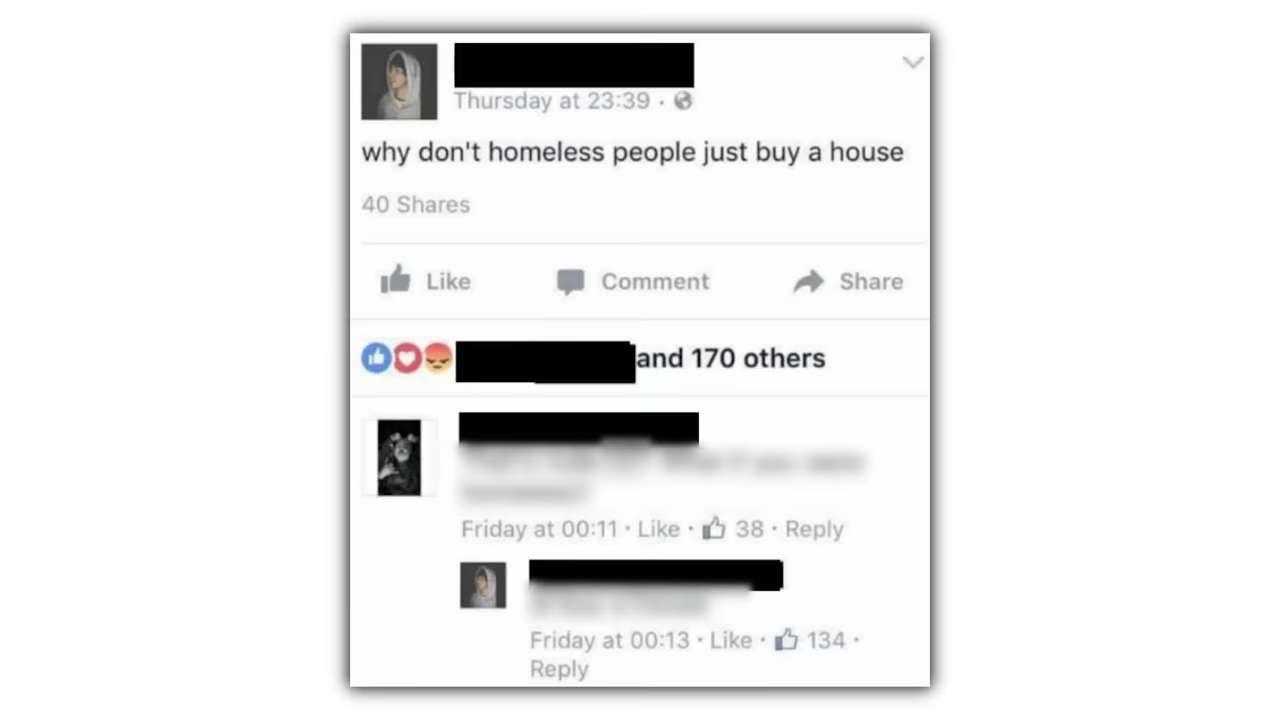 Thursday at 23:39 ·
why don't homeless people just buy a house
40 Shares
Like Comment Share
and 170 others
Friday at 00:11 · Like · 38 · Reply
Friday at 00:13 · Like · 134 ·
Reply